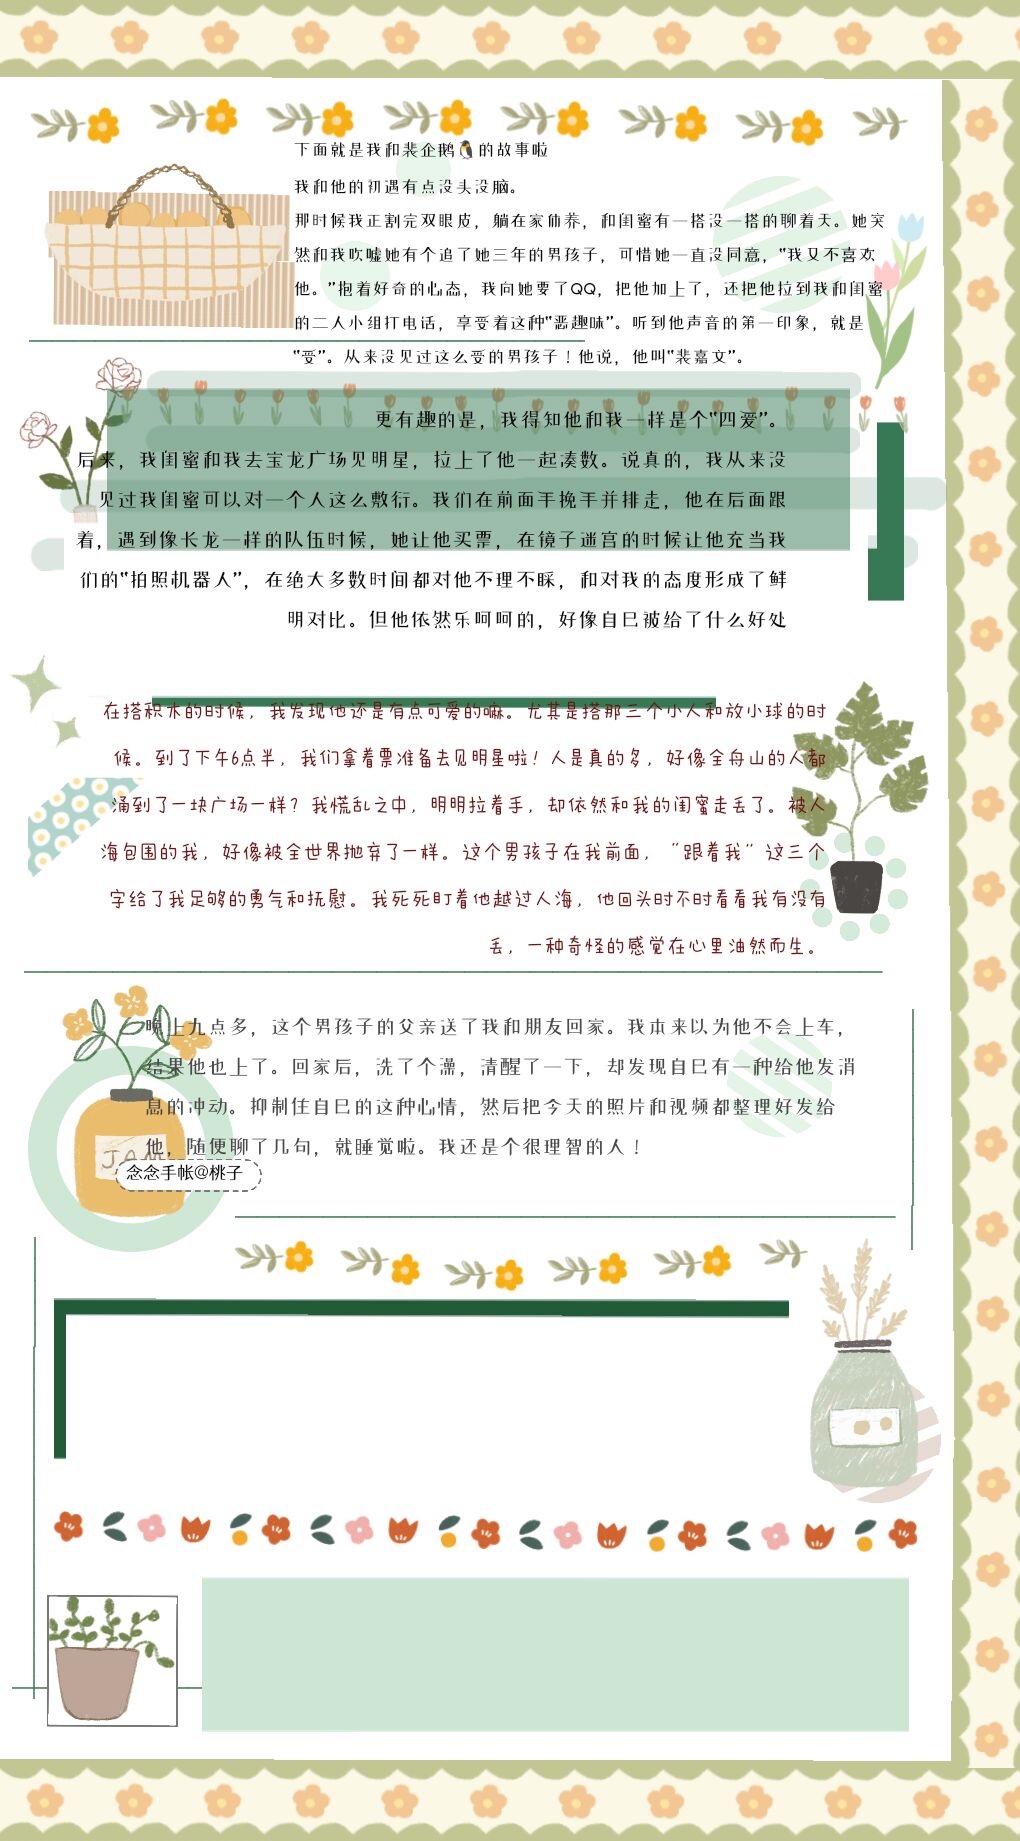 下面就是我和裴企鹅🐧的故事啦
我和他的初遇有点没头没脑。
那时候我正割完双眼皮，躺在家休养，和闺蜜有一搭没一搭的聊着天。她突
然和我吹嘘她有个追了她三年的男孩子，可惜她一直没同意，“我又不喜欢
他。”抱着好奇的心态，我向她要了QQ，把他加上了，还把他拉到我和闺蜜
的二人小组打电话，享受着这种“恶趣味”。听到他声音的第一印象，就是
“受”。从来没见过这么受的男孩子！他说，他叫“裴嘉文”。
更有趣的是，我得知他和我一样是个“四爱”。
后来，我闺蜜和我去宝龙广场见明星，拉上了他一起凑数。说真的，我从来没
见过我闺蜜可以对一个人这么敷衍。我们在前面手挽手并排走，他在后面跟
着，遇到像长龙一样的队伍时候，她让他买票，在镜子迷宫的时候让他充当我
们的“拍照机器人”，在绝大多数时间都对他不理不睬，和对我的态度形成了鲜
明对比。但他依然乐呵呵的，好像自己被给了什么好处
在搭积木的时候，我发现他还是有点可爱的嘛。尤其是搭那三个小人和放小球的时
候。到了下午6点半，我们拿着票准备去见明星啦！人是真的多，好像全舟山的人都
涌到了一块广场一样？我慌乱之中，明明拉着手，却依然和我的闺蜜走丢了。被人
海包围的我，好像被全世界抛弃了一样。这个男孩子在我前面，“跟着我”这三个
字给了我足够的勇气和抚慰。我死死盯着他越过人海，他回头时不时看看我有没有
丢，一种奇怪的感觉在心里油然而生。
晚上九点多，这个男孩子的父亲送了我和朋友回家。我本来以为他不会上车，
结果他也上了。回家后，洗了个澡，清醒了一下，却发现自己有一种给他发消
息的冲动。抑制住自己的这种心情，然后把今天的照片和视频都整理好发给
他，随便聊了几句，就睡觉啦。我还是个很理智的人！
JAM
念念手帐@桃子